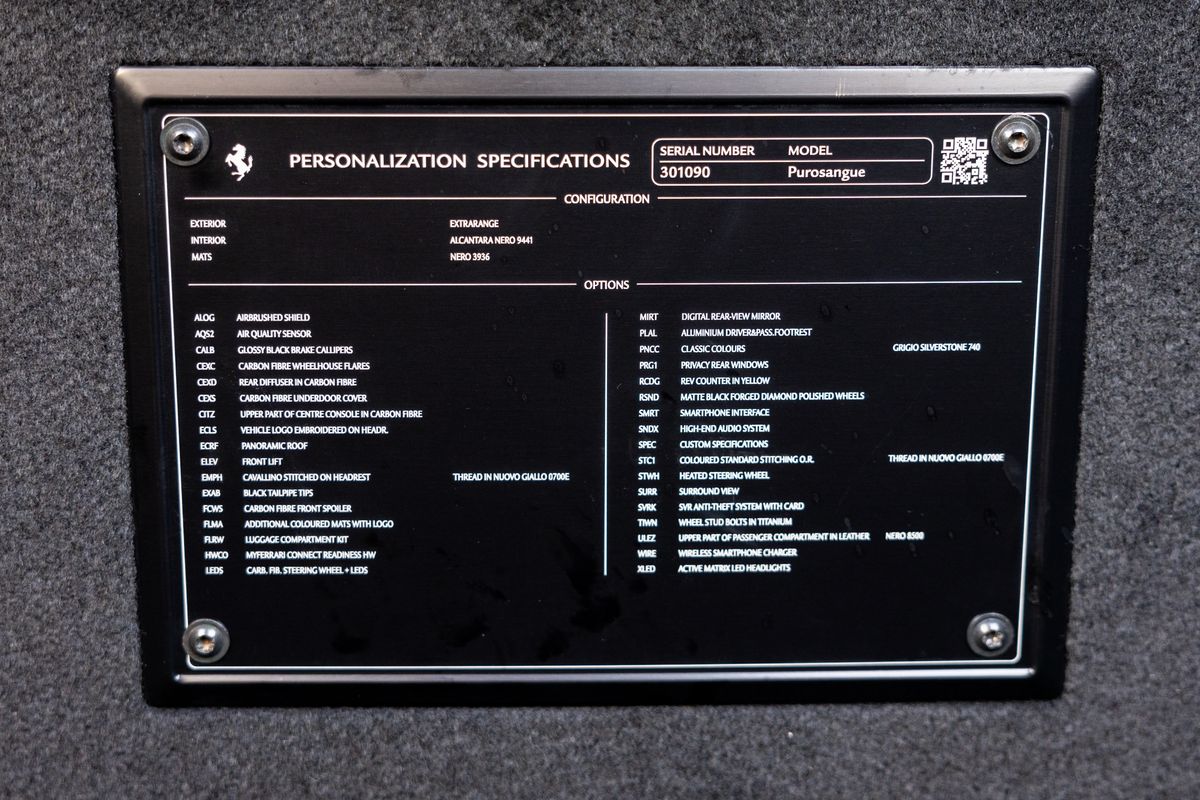 PERSONALIZATION SPECIFICATIONS
SERIAL NUMBER MODEL
301090 Purosangue
CONFIGURATION
EXTERIOR EXTRARANGE
INTERIOR ALCANTARA NERO 9441
MATS NERO 3936
OPTIONS
ALOG AIRBRUSHED SHIELD
AQS2 AIR QUALITY SENSOR
CALB GLOSSY BLACK BRAKE CALLIPERS
CEXC CARBON FIBRE WHEELHOUSE FLARES
CEXD REAR DIFFUSER IN CARBON FIBRE
CEXS CARBON FIBRE UNDERDOOR COVER
CITZ UPPER PART OF CENTRE CONSOLE IN CARBON FIBRE
ECLS VEHICLE LOGO EMBROIDERED ON HEADR.
ECRF PANORAMIC ROOF
ELEV FRONT LIFT
EMPH CAVALLINO STITCHED ON HEADREST THREAD IN NUOVO GIALLO 0700E
EXAB BLACK TAILPIPE TIPS
FCWS CARBON FIBRE FRONT SPOILER
FLMA ADDITIONAL COLOURED MATS WITH LOGO
FLRW LUGGAGE COMPARTMENT KIT
HWCO MYFERRARI CONNECT READINESS HW
LEDS CARB. FIB. STEERING WHEEL + LEDS
MIRT DIGITAL REAR-VIEW MIRROR
PLAL ALUMINIUM DRIVER&PASS.FOOTREST
PNCC CLASSIC COLOURS GRIGIO SILVERSTONE 740
PRG1 PRIVACY REAR WINDOWS
RCDG REV COUNTER IN YELLOW
RSND MATTE BLACK FORGED DIAMOND POLISHED WHEELS
SMRT SMARTPHONE INTERFACE
SNDX HIGH-END AUDIO SYSTEM
SPEC CUSTOM SPECIFICATIONS
STC1 COLOURED STANDARD STITCHING O.R. THREAD IN NUOVO GIALLO 0700E
STWH HEATED STEERING WHEEL
SURR SURROUND VIEW
SVRK SVR ANTI-THEFT SYSTEM WITH CARD
TIWN WHEEL STUD BOLTS IN TITANIUM
ULEZ UPPER PART OF PASSENGER COMPARTMENT IN LEATHER NERO 8500
WIRE WIRELESS SMARTPHONE CHARGER
XLED ACTIVE MATRIX LED HEADLIGHTS